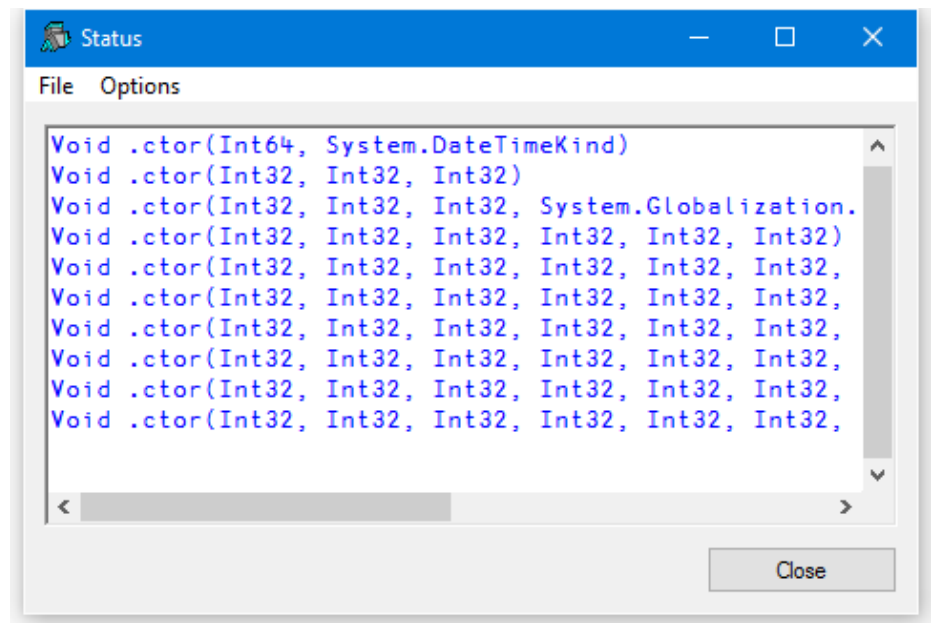 Status
File Options
Void .ctor(Int64, System.DateTimeKind)
Void .ctor(Int32, Int32, Int32)
Void .ctor(Int32, Int32, Int32, System.Globalization.
Void .ctor(Int32, Int32, Int32, Int32, Int32, Int32)
Void .ctor(Int32, Int32, Int32, Int32, Int32, Int32,
Void .ctor(Int32, Int32, Int32, Int32, Int32, Int32,
Void .ctor(Int32, Int32, Int32, Int32, Int32, Int32,
Void .ctor(Int32, Int32, Int32, Int32, Int32, Int32,
Void .ctor(Int32, Int32, Int32, Int32, Int32, Int32,
Void .ctor(Int32, Int32, Int32, Int32, Int32, Int32,
Close